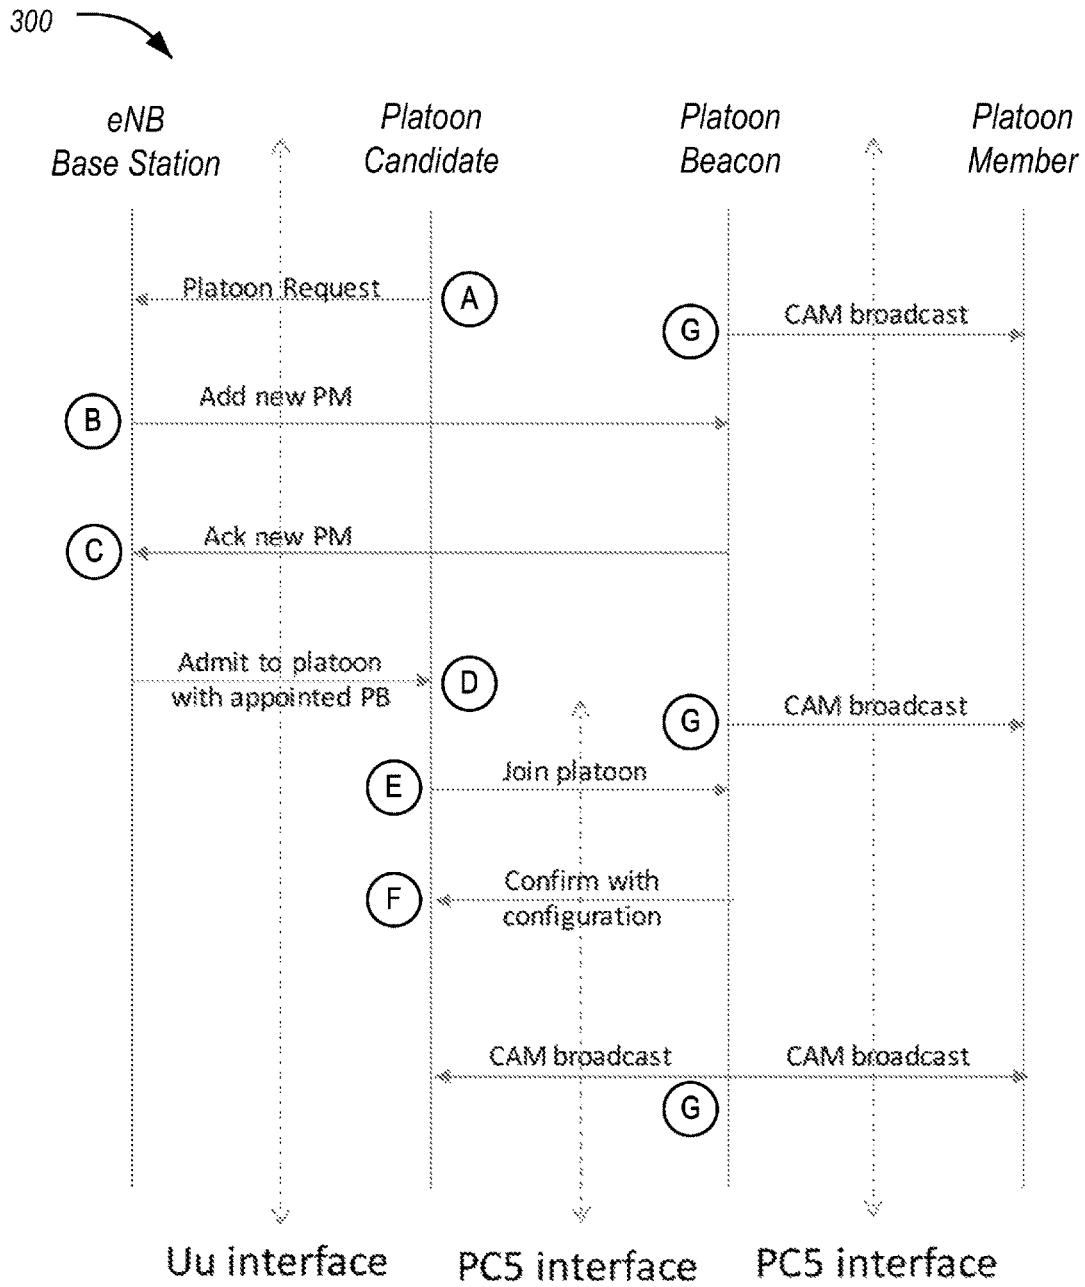 300
eNB
Base Station
Platoon
Candidate
Platoon
Beacon
Platoon
Member
Platoon Request
A
G
CAM broadcast
Add new PM
B
Ack new PM
C
Admit to platoon
with appointed PB
D
G
CAM broadcast
Join platoon
E
Confirm with
configuration
F
CAM broadcast
CAM broadcast
G
Uu interface
PC5 interface
PC5 interface